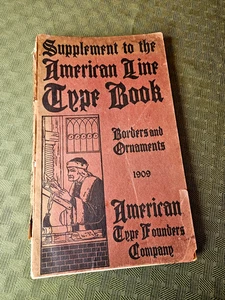 Supplement to the
American Line
Type Book
Borders and
Ornaments
1909
American
Type Founders
Company